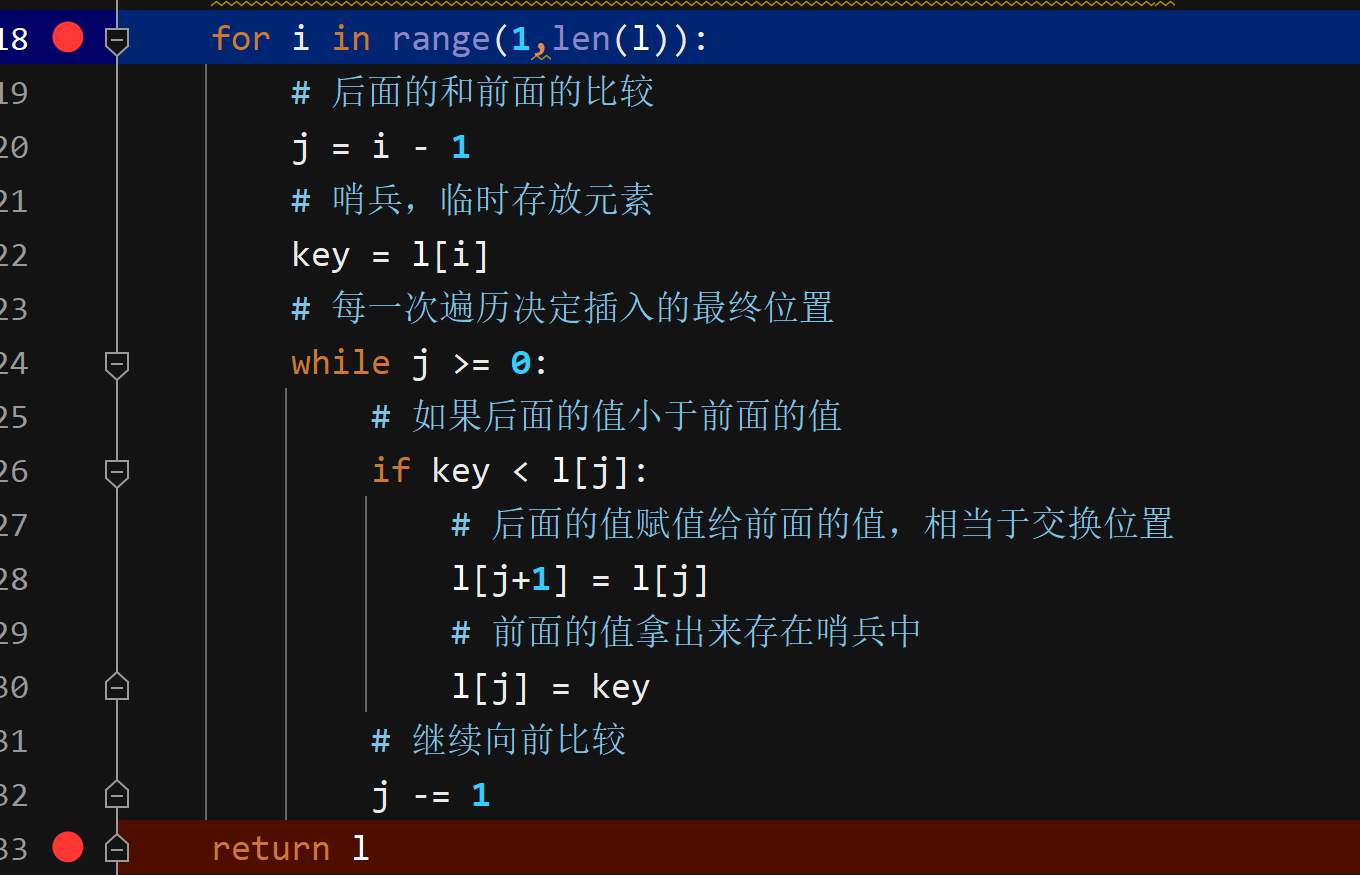 18 for i in range(1,len(l)):
19 # 后面的和前面的比较
20 j = i - 1
21 # 哨兵，临时存放元素
22 key = l[i]
23 # 每一次遍历决定插入的最终位置
24 while j >= 0:
25 # 如果后面的值小于前面的值
26 if key < l[j]:
27 # 后面的值赋值给前面的值，相当于交换位置
28 l[j+1] = l[j]
29 # 前面的值拿出来存在哨兵中
30 l[j] = key
31 # 继续向前比较
32 j -= 1
33 return l